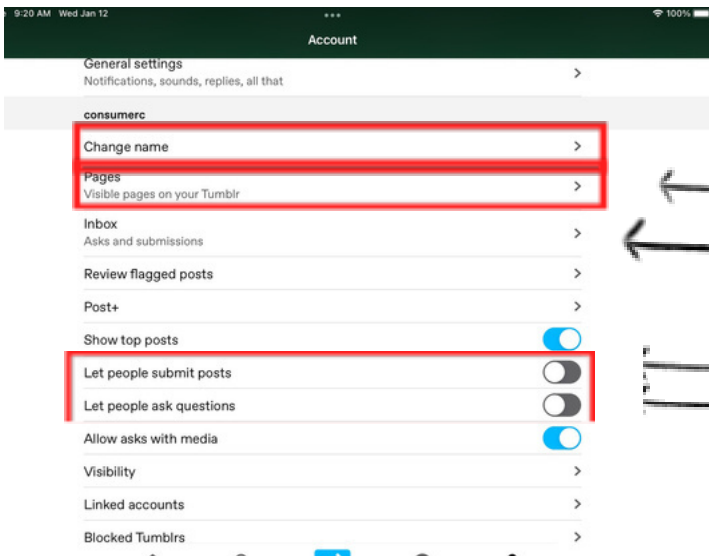 9:20 AM Wed Jan 12
100%
Account
General settings
Notifications, sounds, replies, all that
consumerc
Change name
Pages
Visible pages on your Tumblr
Inbox
Asks and submissions
Review flagged posts
Post+
Show top posts
Let people submit posts
Let people ask questions
Allow asks with media
Visibility
Linked accounts
Blocked Tumblrs